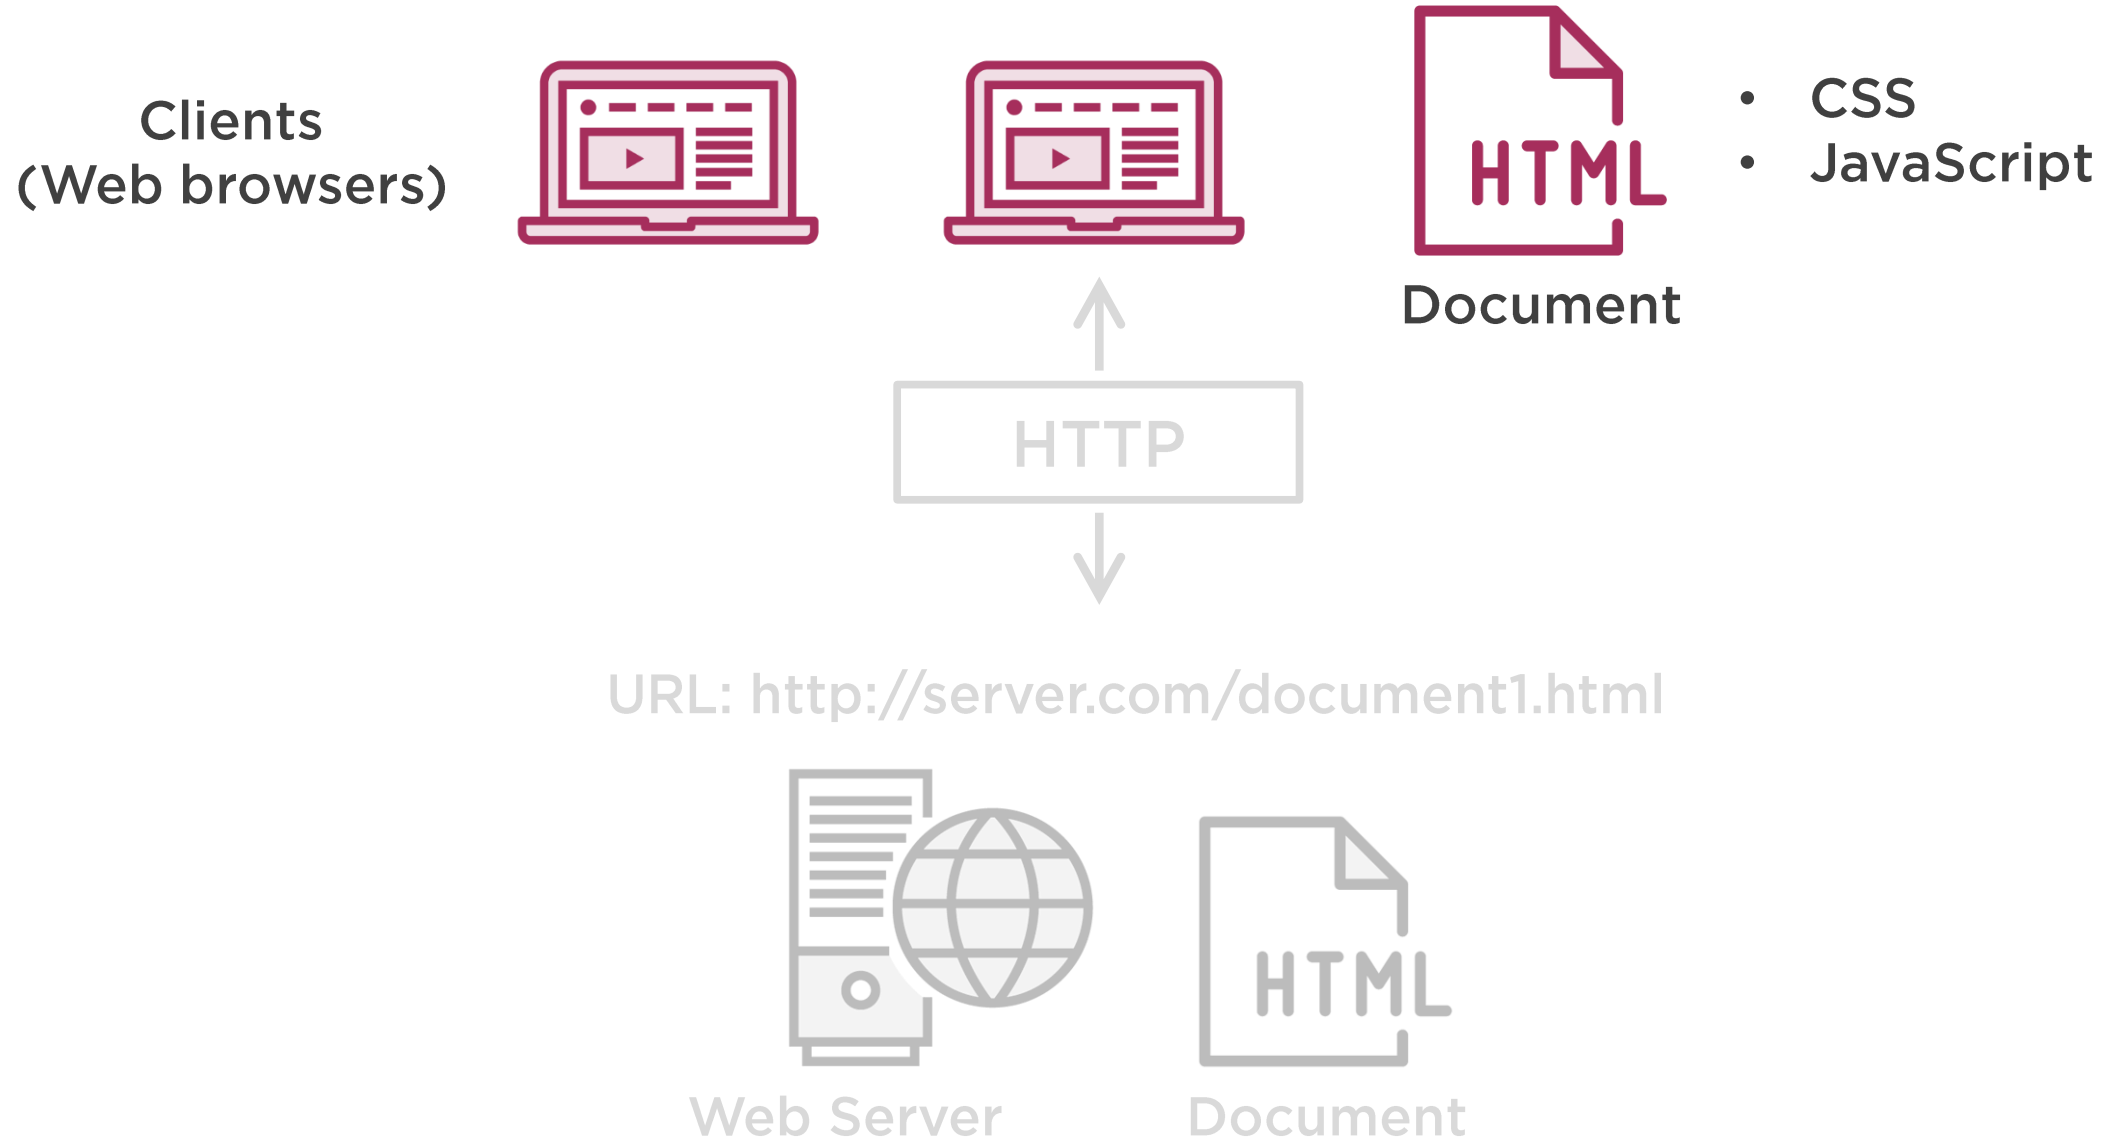 Clients
(Web browsers)
HTML
• CSS
• JavaScript
Document
HTTP
URL: http://server.com/document1.html
HTML
Web Server
Document